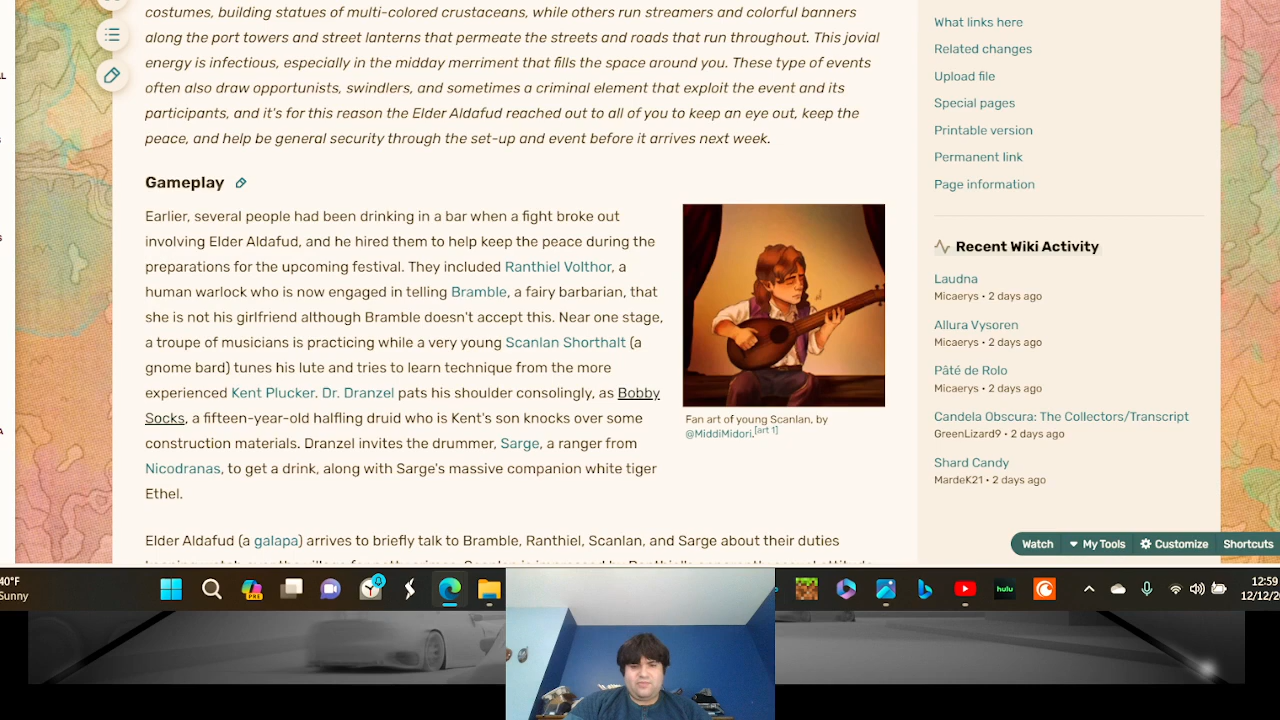 costumes, building statues of multi-colored crustaceans, while others run streamers and colorful banners
along the port towers and street lanterns that permeate the streets and roads that run throughout. This jovial
energy is infectious, especially in the midday merriment that fills the space around you. These type of events
often also draw opportunists, swindlers, and sometimes a criminal element that exploit the event and its
participants, and it's for this reason the Elder Aldafud reached out to all of you to keep an eye out, keep the
peace, and help be general security through the set-up and event before it arrives next week.
Gameplay
Earlier, several people had been drinking in a bar when a fight broke out
involving Elder Aldafud, and he hired them to help keep the peace during the
preparations for the upcoming festival. They included Ranthiel Volthor, a
human warlock who is now engaged in telling Bramble, a fairy barbarian, that
she is not his girlfriend although Bramble doesn't accept this. Near one stage,
a troupe of musicians is practicing while a very young Scanlan Shorthalt (a
gnome bard) tunes his lute and tries to learn technique from the more
experienced Kent Plucker. Dr. Dranzel pats his shoulder consolingly, as Bobby
Socks, a fifteen-year-old halfling druid who is Kent's son knocks over some
construction materials. Dranzel invites the drummer, Sarge, a ranger from
Nicodranas, to get a drink, along with Sarge's massive companion white tiger
Ethel.
Fan art of young Scanlan, by
@MiddiMidori.[art 1]
Elder Aldafud (a galapa) arrives to briefly talk to Bramble, Ranthiel, Scanlan, and Sarge about their duties
What links here
Related changes
Upload file
Special pages
Printable version
Permanent link
Page information
Recent Wiki Activity
Laudna
Micaerys • 2 days ago
Allura Vysoren
Micaerys • 2 days ago
Pâté de Rolo
Micaerys • 2 days ago
Candela Obscura: The Collectors/Transcript
GreenLizard9 • 2 days ago
Shard Candy
MardeK21 • 2 days ago
Watch
My Tools
Customize
Shortcuts
40°F
Sunny
hulu
12:59
12/12/20